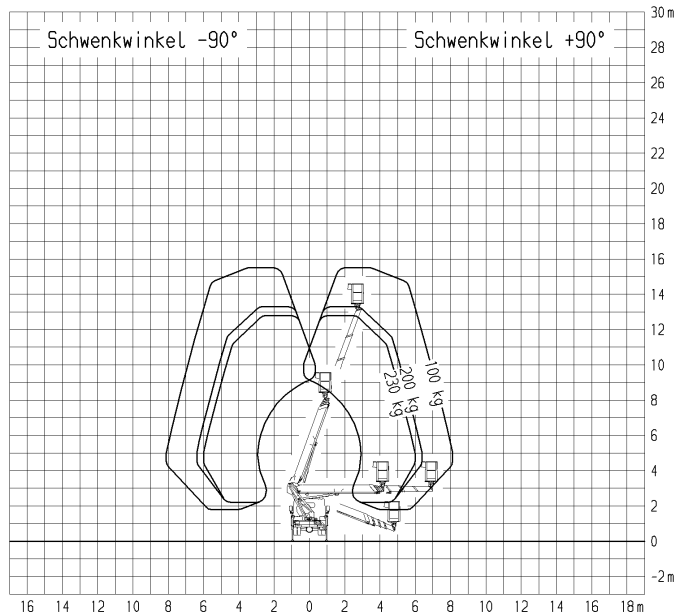 30 m
Schwenkwinkel -90° Schwenkwinkel +90°
28
26
24
22
20
18
16
14
12
10
100 kg
200 kg
230 kg
8
6
4
2
0
-2 m
16 14 12 10 8 6 4 2 0 2 4 6 8 10 12 14 16 18 m